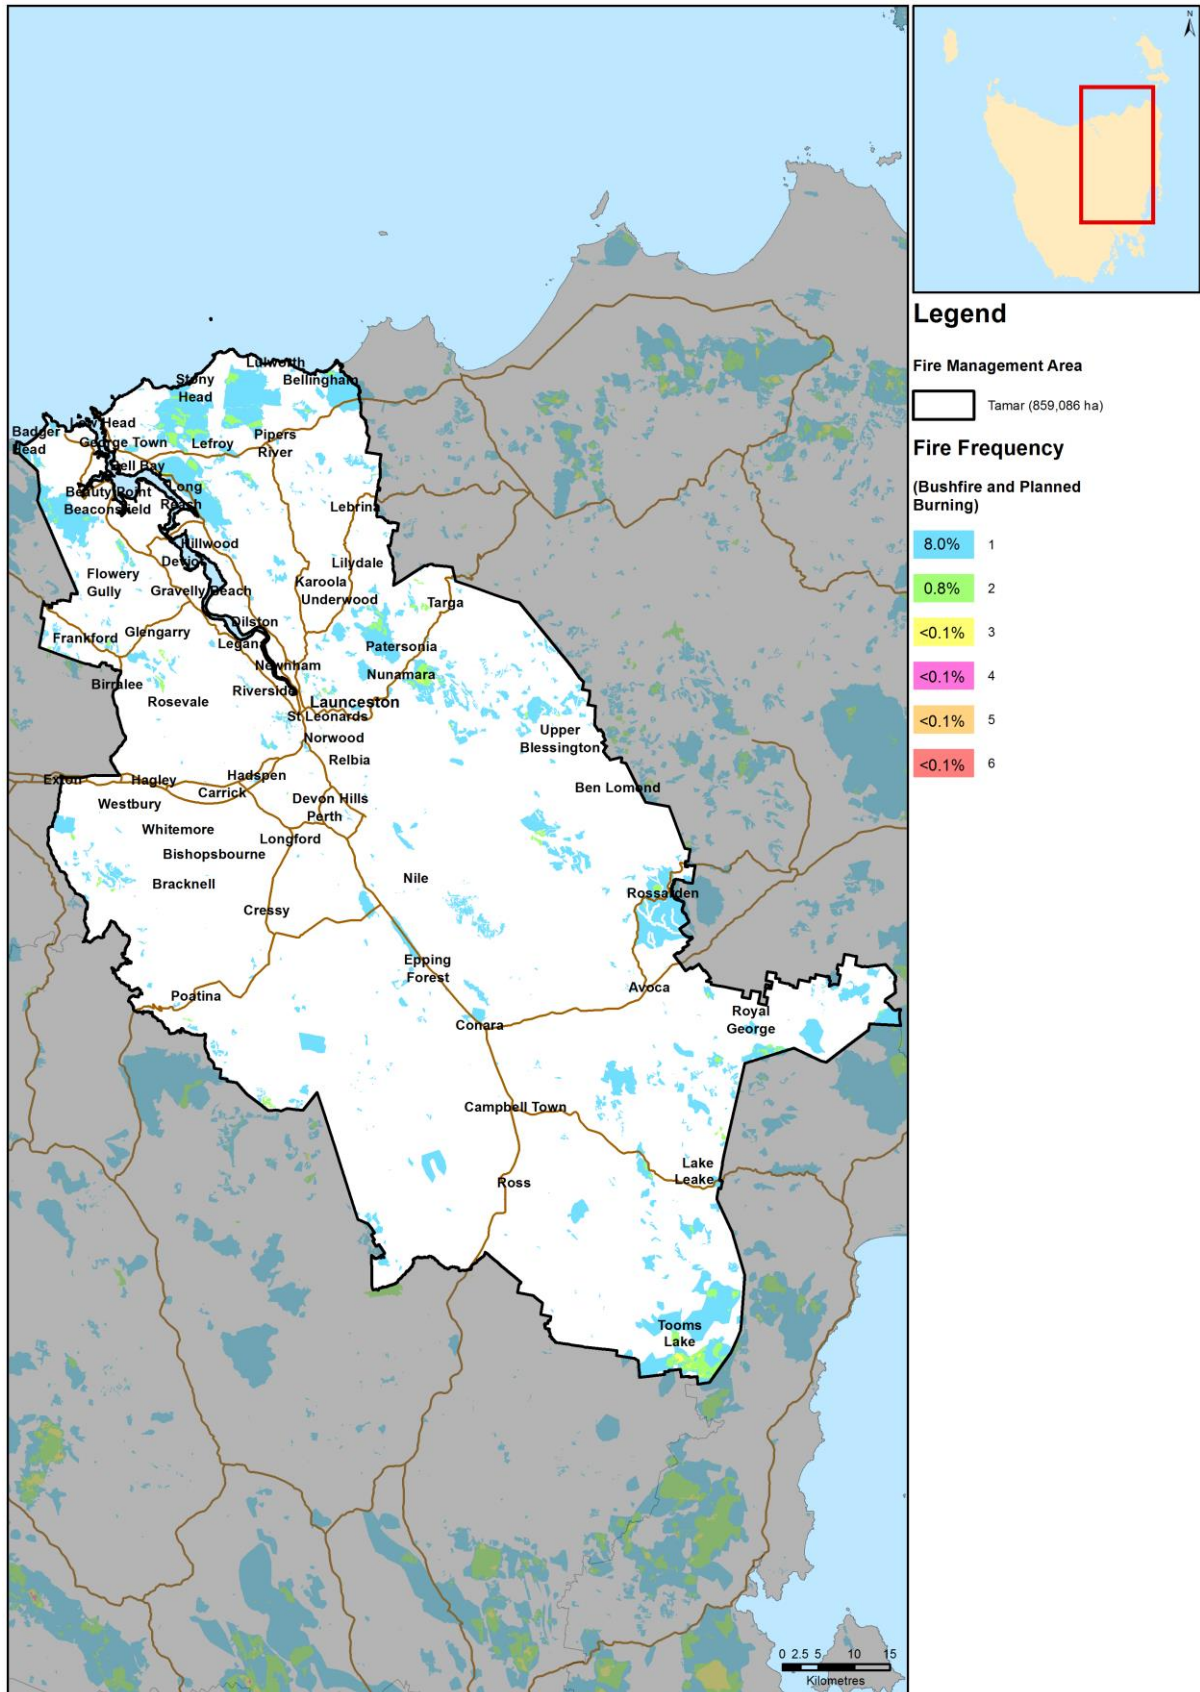 N
Legend
Fire Management Area
Tamar (859,086 ha)
Fire Frequency
(Bushfire and Planned
Burning)
8.0% 1
0.8% 2
<0.1% 3
<0.1% 4
<0.1% 5
<0.1% 6
Lulworth
Stony
Head
Bellingham
Low Head
Badger
Head
George Town
Lefroy
Pipers
River
Bell Bay
Long
Reach
Beauty Point
Beaconsfield
Lebrina
Hillwood
Deviot
Lilydale
Flowery
Gully
Gravelly Beach
Karoola
Underwood
Targa
Dilston
Frankford
Glengarry
Legana
Patersonia
Newnham
Nunamara
Birralee
Rosevale
Riverside
Launceston
St Leonards
Norwood
Upper
Blessington
Relbia
Exton
Hagley
Hadspen
Carrick
Ben Lomond
Westbury
Devon Hills
Perth
Whitemore
Longford
Bishopsbourne
Bracknell
Nile
Rossarden
Cressy
Epping
Forest
Avoca
Poatina
Royal
George
Conara
Campbell Town
Lake
Leake
Ross
Tooms
Lake
0 2.5 5 10 15
Kilometres